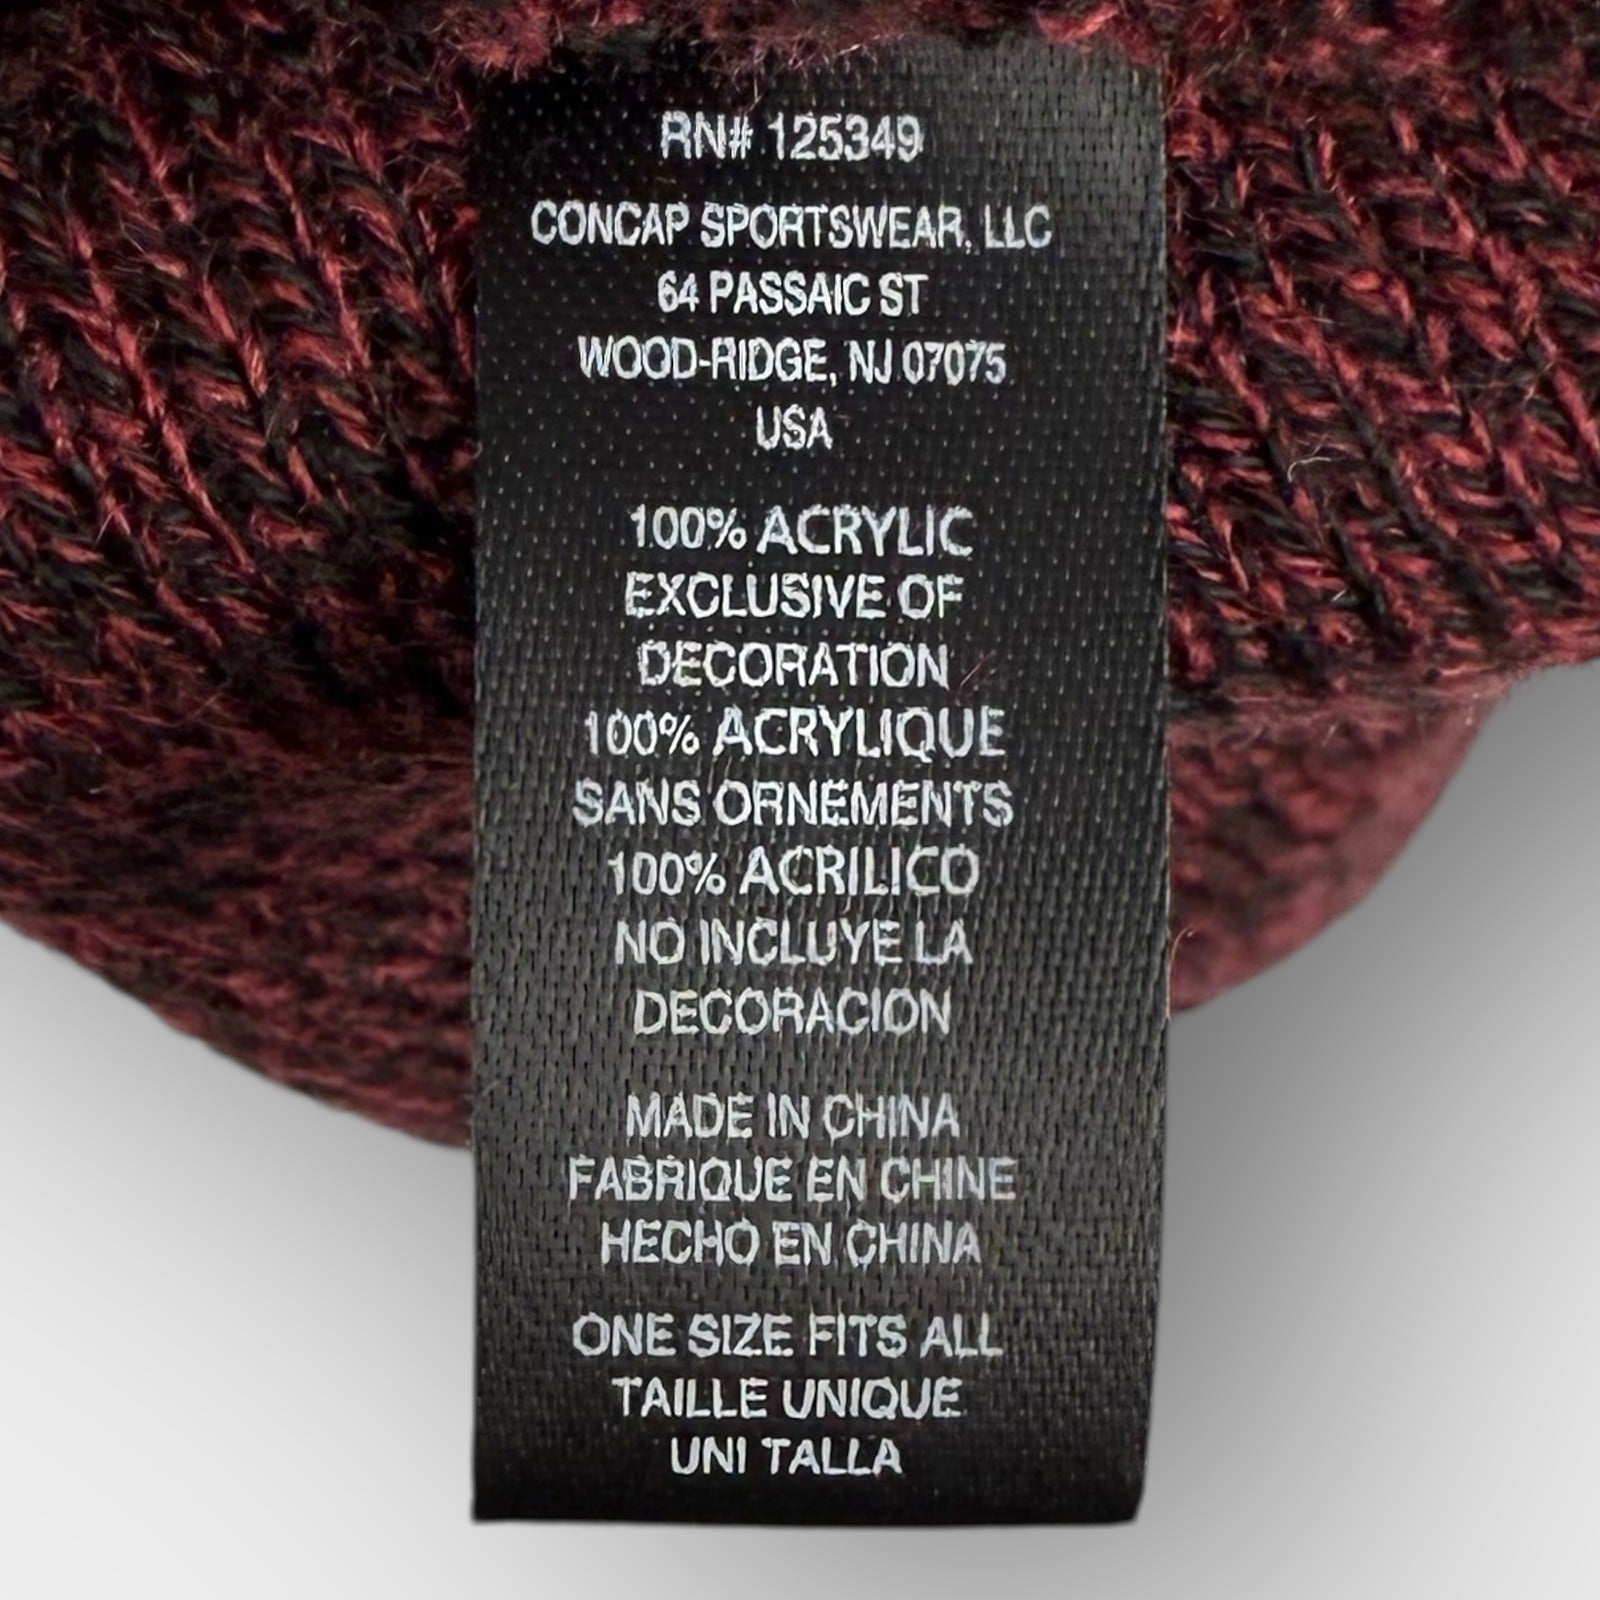 RN# 125349
CONCAP SPORTSWEAR, LLC
64 PASSAIC ST
WOOD-RIDGE, NJ 07075
USA
100% ACRYLIC
EXCLUSIVE OF
DECORATION
100% ACRYLIQUE
SANS ORNEMENTS
100% ACRILICO
NO INCLUYE LA
DECORACION
MADE IN CHINA
FABRIQUE EN CHINE
HECHO EN CHINA
ONE SIZE FITS ALL
TAILLE UNIQUE
UNI TALLA